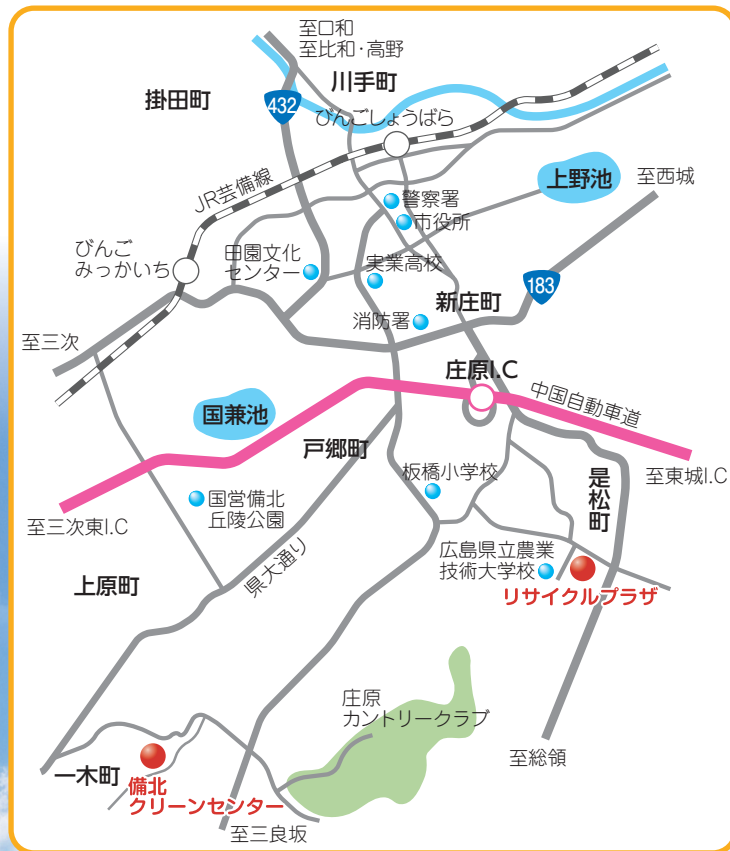 至口和
至比和・高野
川手町
掛田町
432
びんごしょうばら
JR芸備線
上野池
至西城
警察署
市役所
びんご
みっかいち
田園文化
センター
実業高校
183
新庄町
消防署
至三次
庄原I.C
中国自動車道
国兼池
戸郷町
板橋小学校
至東城I.C
是松町
国営備北
丘陵公園
至三次東I.C
広島県立農業
技術大学校
県大通り
上原町
リサイクルプラザ
庄原
カントリークラブ
至総領
一木町
備北
クリーンセンター
至三良坂